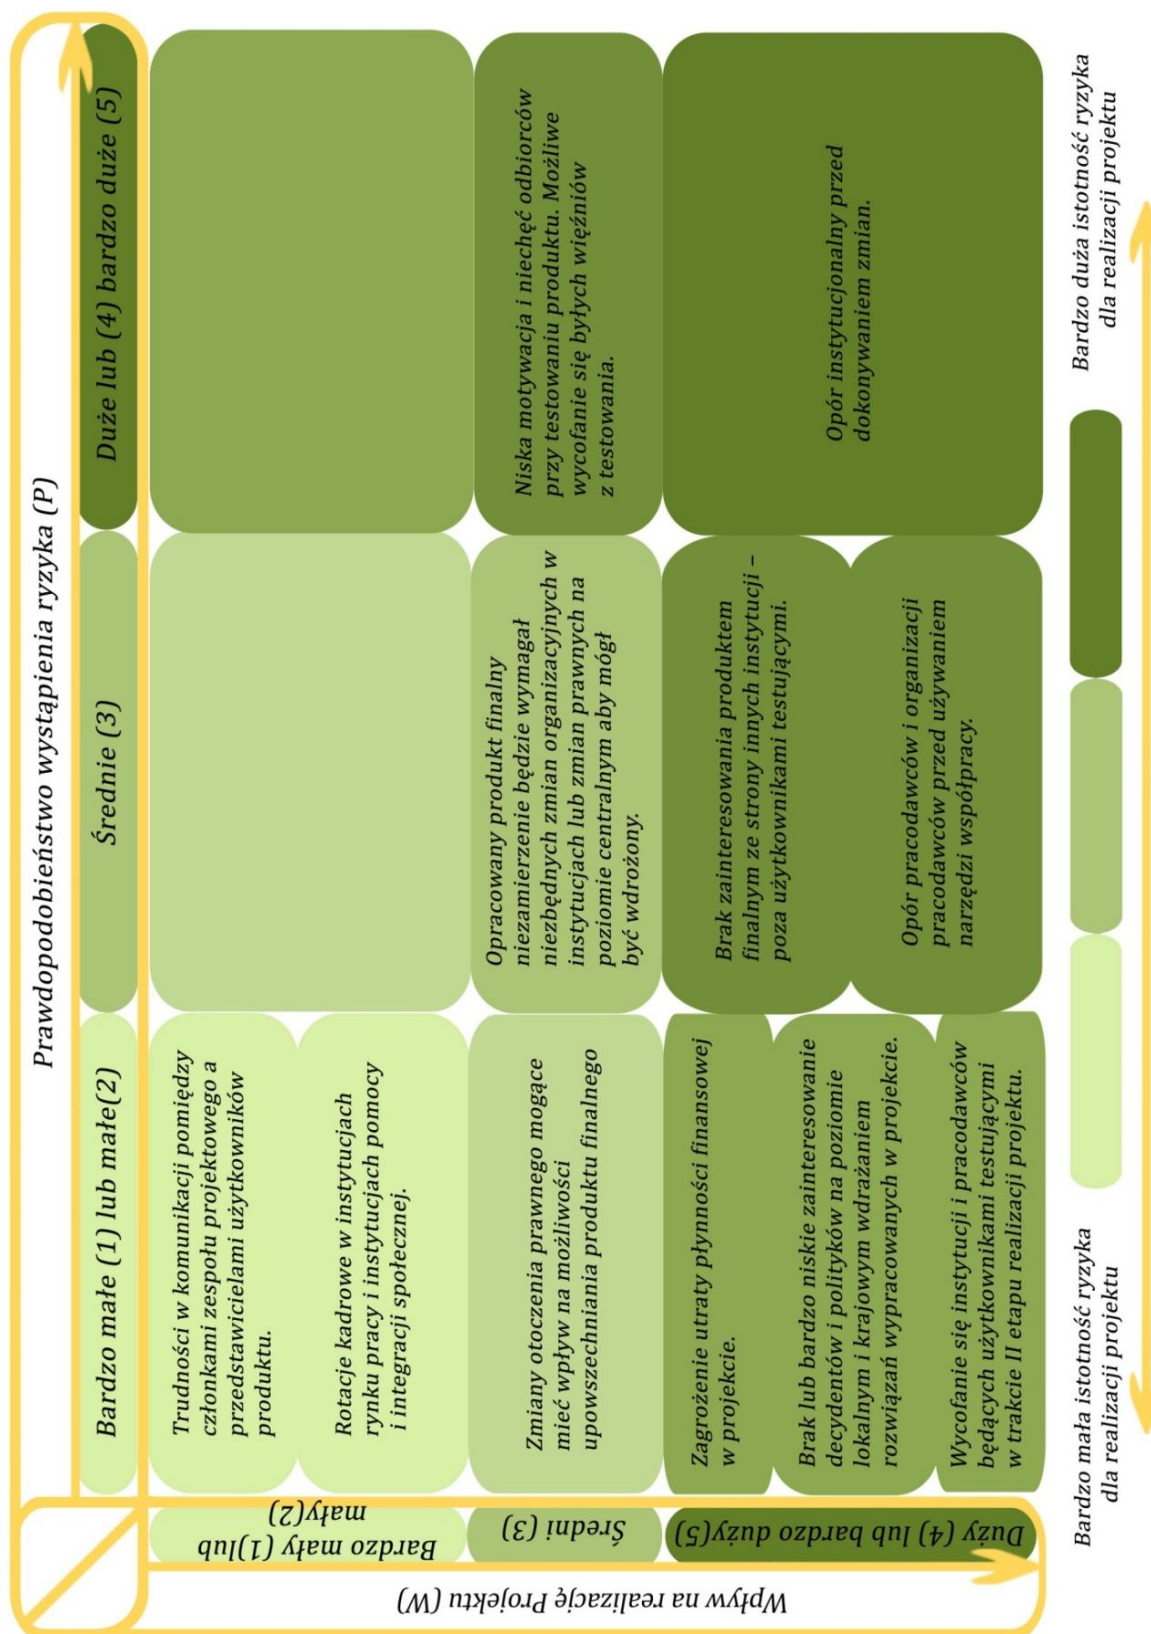 Prawdopodobieństwo wystąpienia ryzyka (P)
Bardzo małe (1) lub małe(2)
Średnie (3)
Duże lub (4) bardzo duże (5)
Wpływ na realizację Projektu (W)
Bardzo mały (1)lub
mały(2)
Trudności w komunikacji pomiędzy
członkami zespołu projektowego a
przedstawicielami użytkowników
produktu.
Rotacje kadrowe w instytucjach
rynku pracy i instytucjach pomocy
i integracji społecznej.
Średni (3)
Zmiany otoczenia prawnego mogące
mieć wpływ na możliwości
upowszechniania produktu finalnego
Opracowany produkt finalny
niezamierzenie będzie wymagał
niezbędnych zmian organizacyjnych w
instytucjach lub zmian prawnych na
poziomie centralnym aby mógł
być wdrożony.
Niska motywacja i niechęć odbiorców
przy testowaniu produktu. Możliwe
wycofanie się byłych więźniów
z testowania.
Duży (4) lub bardzo duży(5)
Zagrożenie utraty płynności finansowej
w projekcie.
Brak lub bardzo niskie zainteresowanie
decydentów i polityków na poziomie
lokalnym i krajowym wdrażaniem
rozwiązań wypracowanych w projekcie.
Wycofanie się instytucji i pracodawców
będących użytkownikami testującymi
w trakcie II etapu realizacji projektu.
Brak zainteresowania produktem
finalnym ze strony innych instytucji –
poza użytkownikami testującymi.
Opór pracodawców i organizacji
pracodawców przed używaniem
narzędzi współpracy.
Opór instytucjonalny przed
dokonywaniem zmian.
Bardzo mała istotność ryzyka
dla realizacji projektu
Bardzo duża istotność ryzyka
dla realizacji projektu